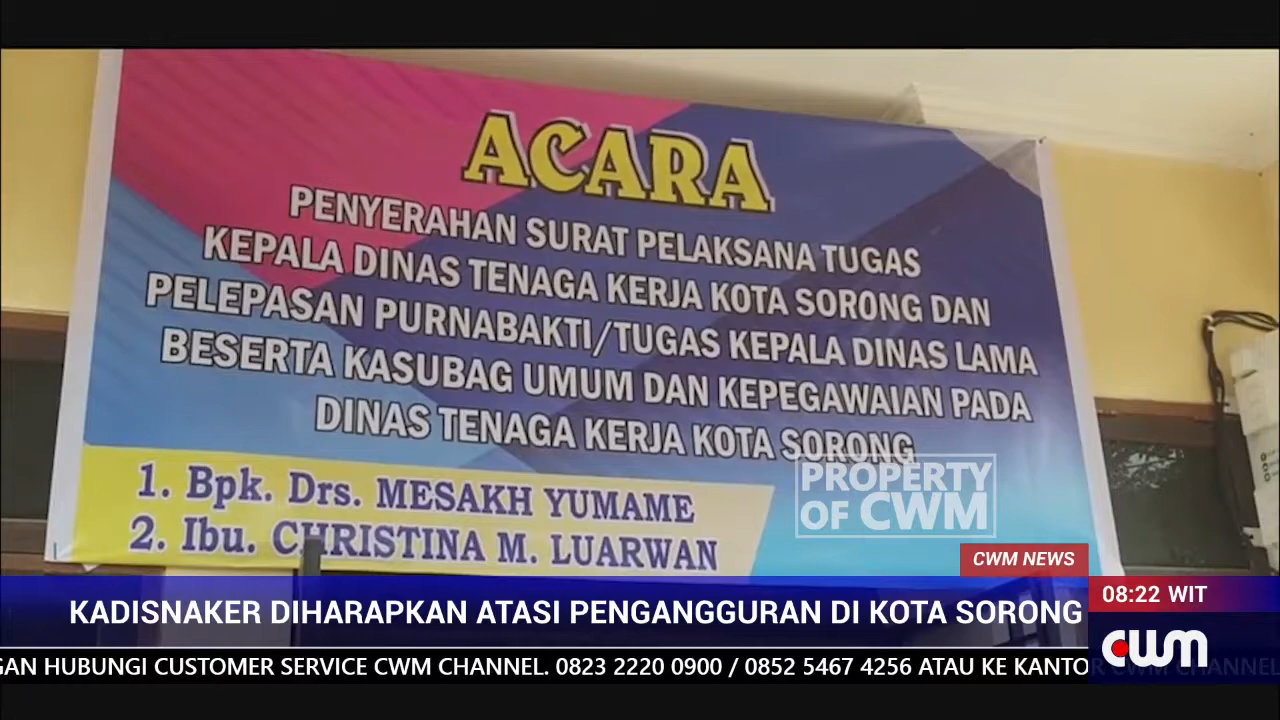 ACARA
PENYERAHAN SURAT PELAKSANA TUGAS
KEPALA DINAS TENAGA KERJA KOTA SORONG DAN
PELEPASAN PURNABAKTI/TUGAS KEPALA DINAS LAMA
BESERTA KASUBAG UMUM DAN KEPEGAWAIAN PADA
DINAS TENAGA KERJA KOTA SORONG
1. Bpk. Drs. MESAKH YUMAME
2. Ibu. CHRISTINA M. LUARWAN
PROPERTY
OF CWM
CWM NEWS
KADISNAKER DIHARAPKAN ATASI PENGANGGURAN DI KOTA SORONG
08:22 WIT
cwm
GAN HUBUNGI CUSTOMER SERVICE CWM CHANNEL. 0823 2220 0900 / 0852 5467 4256 ATAU KE KANTOR CWM CHANNEL